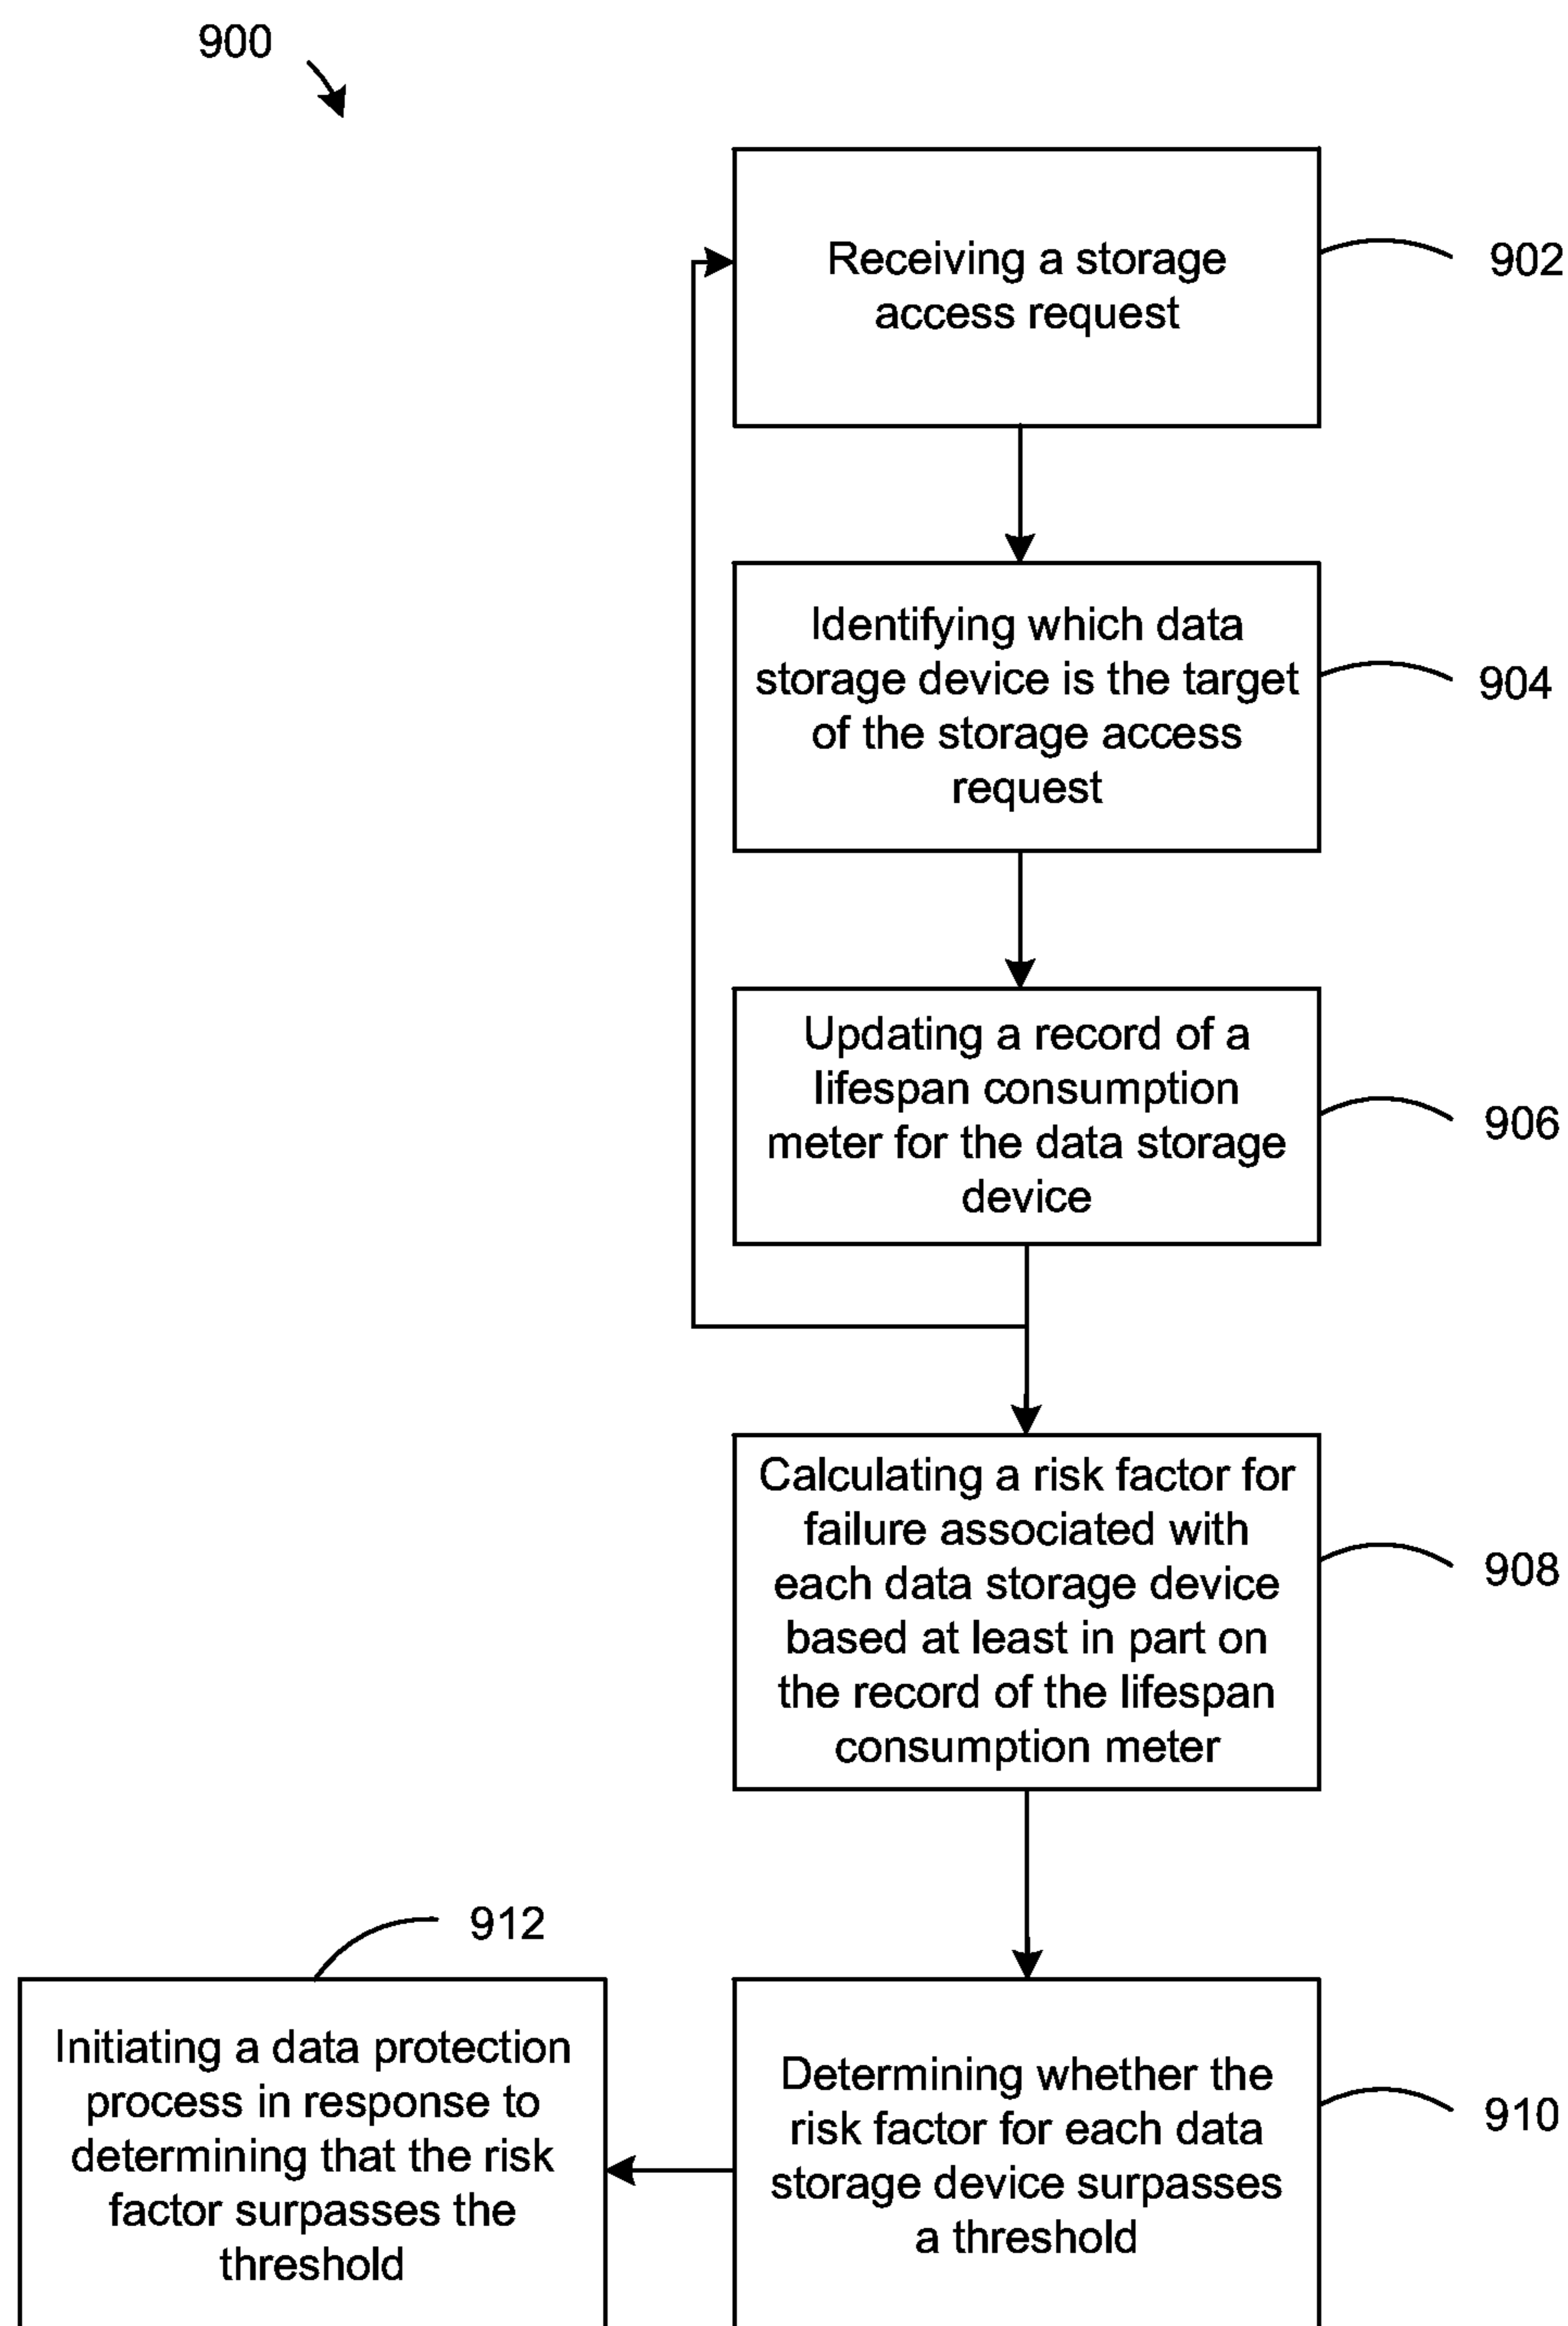 900
Receiving a storage
access request
902
Identifying which data
storage device is the target
of the storage access
request
904
Updating a record of a
lifespan consumption
meter for the data storage
device
906
Calculating a risk factor for
failure associated with
each data storage device
based at least in part on
the record of the lifespan
consumption meter
908
912
Initiating a data protection
process in response to
determining that the risk
factor surpasses the
threshold
Determining whether the
risk factor for each data
storage device surpasses
a threshold
910